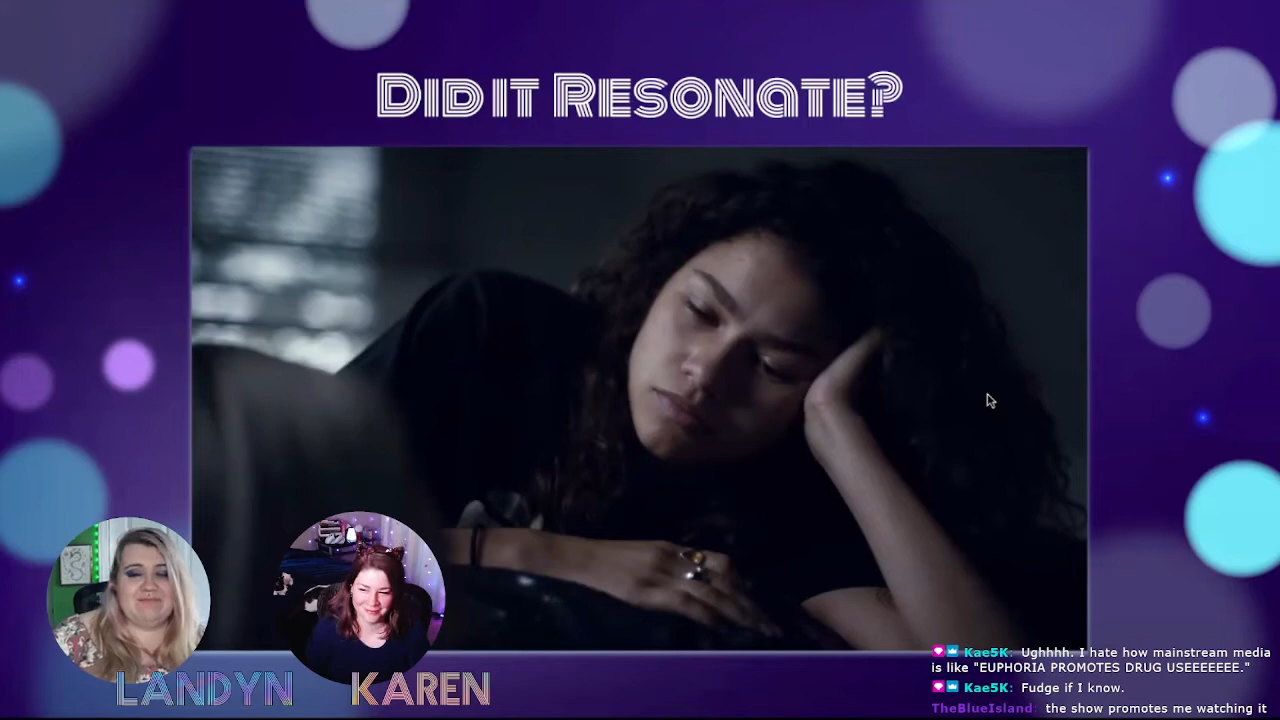 DID IT RESONATE?
LANDYN
KAREN
Kae5K: Ughhhh. I hate how mainstream media
is like "EUPHORIA PROMOTES DRUG USEEEEEEE."
Kae5K: Fudge if I know.
TheBlueIsland: the show promotes me watching it